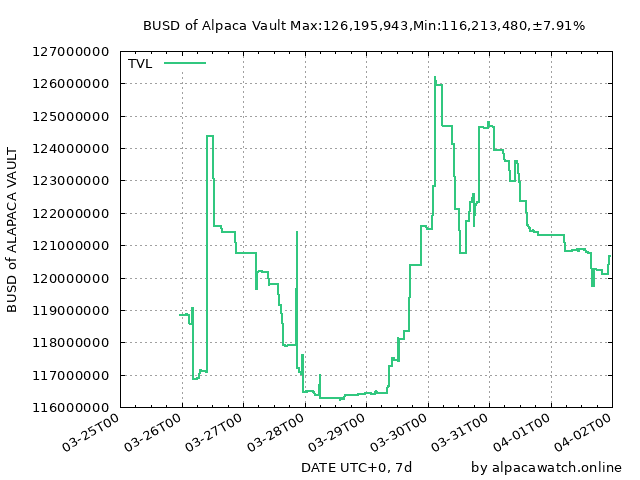 BUSD of Alpaca Vault Max:126,195,943,Min:116,213,480,±7.91%
TVL
127000000
126000000
125000000
124000000
123000000
122000000
121000000
120000000
119000000
118000000
117000000
116000000
BUSD of ALAPACA VAULT
03-25T00
03-26T00
03-27T00
03-28T00
03-29T00
03-30T00
03-31T00
04-01T00
04-02T00
DATE UTC+0, 7d
by alpacawatch.online